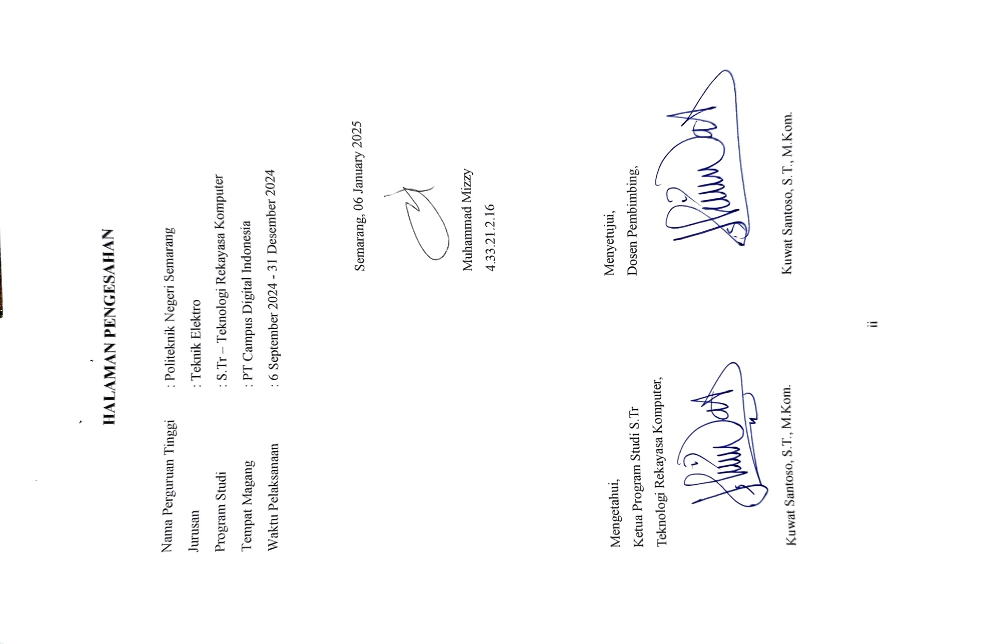 HALAMAN PENGESAHAN
Nama Perguruan Tinggi : Politeknik Negeri Semarang
Jurusan : Teknik Elektro
Program Studi : S.Tr – Teknologi Rekayasa Komputer
Tempat Magang : PT Campus Digital Indonesia
Waktu Pelaksanaan : 6 September 2024 - 31 Desember 2024
Semarang, 06 January 2025
Muhammad Mizzy
4.33.21.2.16
Mengetahui,
Ketua Program Studi S.Tr
Teknologi Rekayasa Komputer,
Kuwat Santoso, S.T., M.Kom.
Menyetujui,
Dosen Pembimbing,
Kuwat Santoso, S.T., M.Kom.
ii